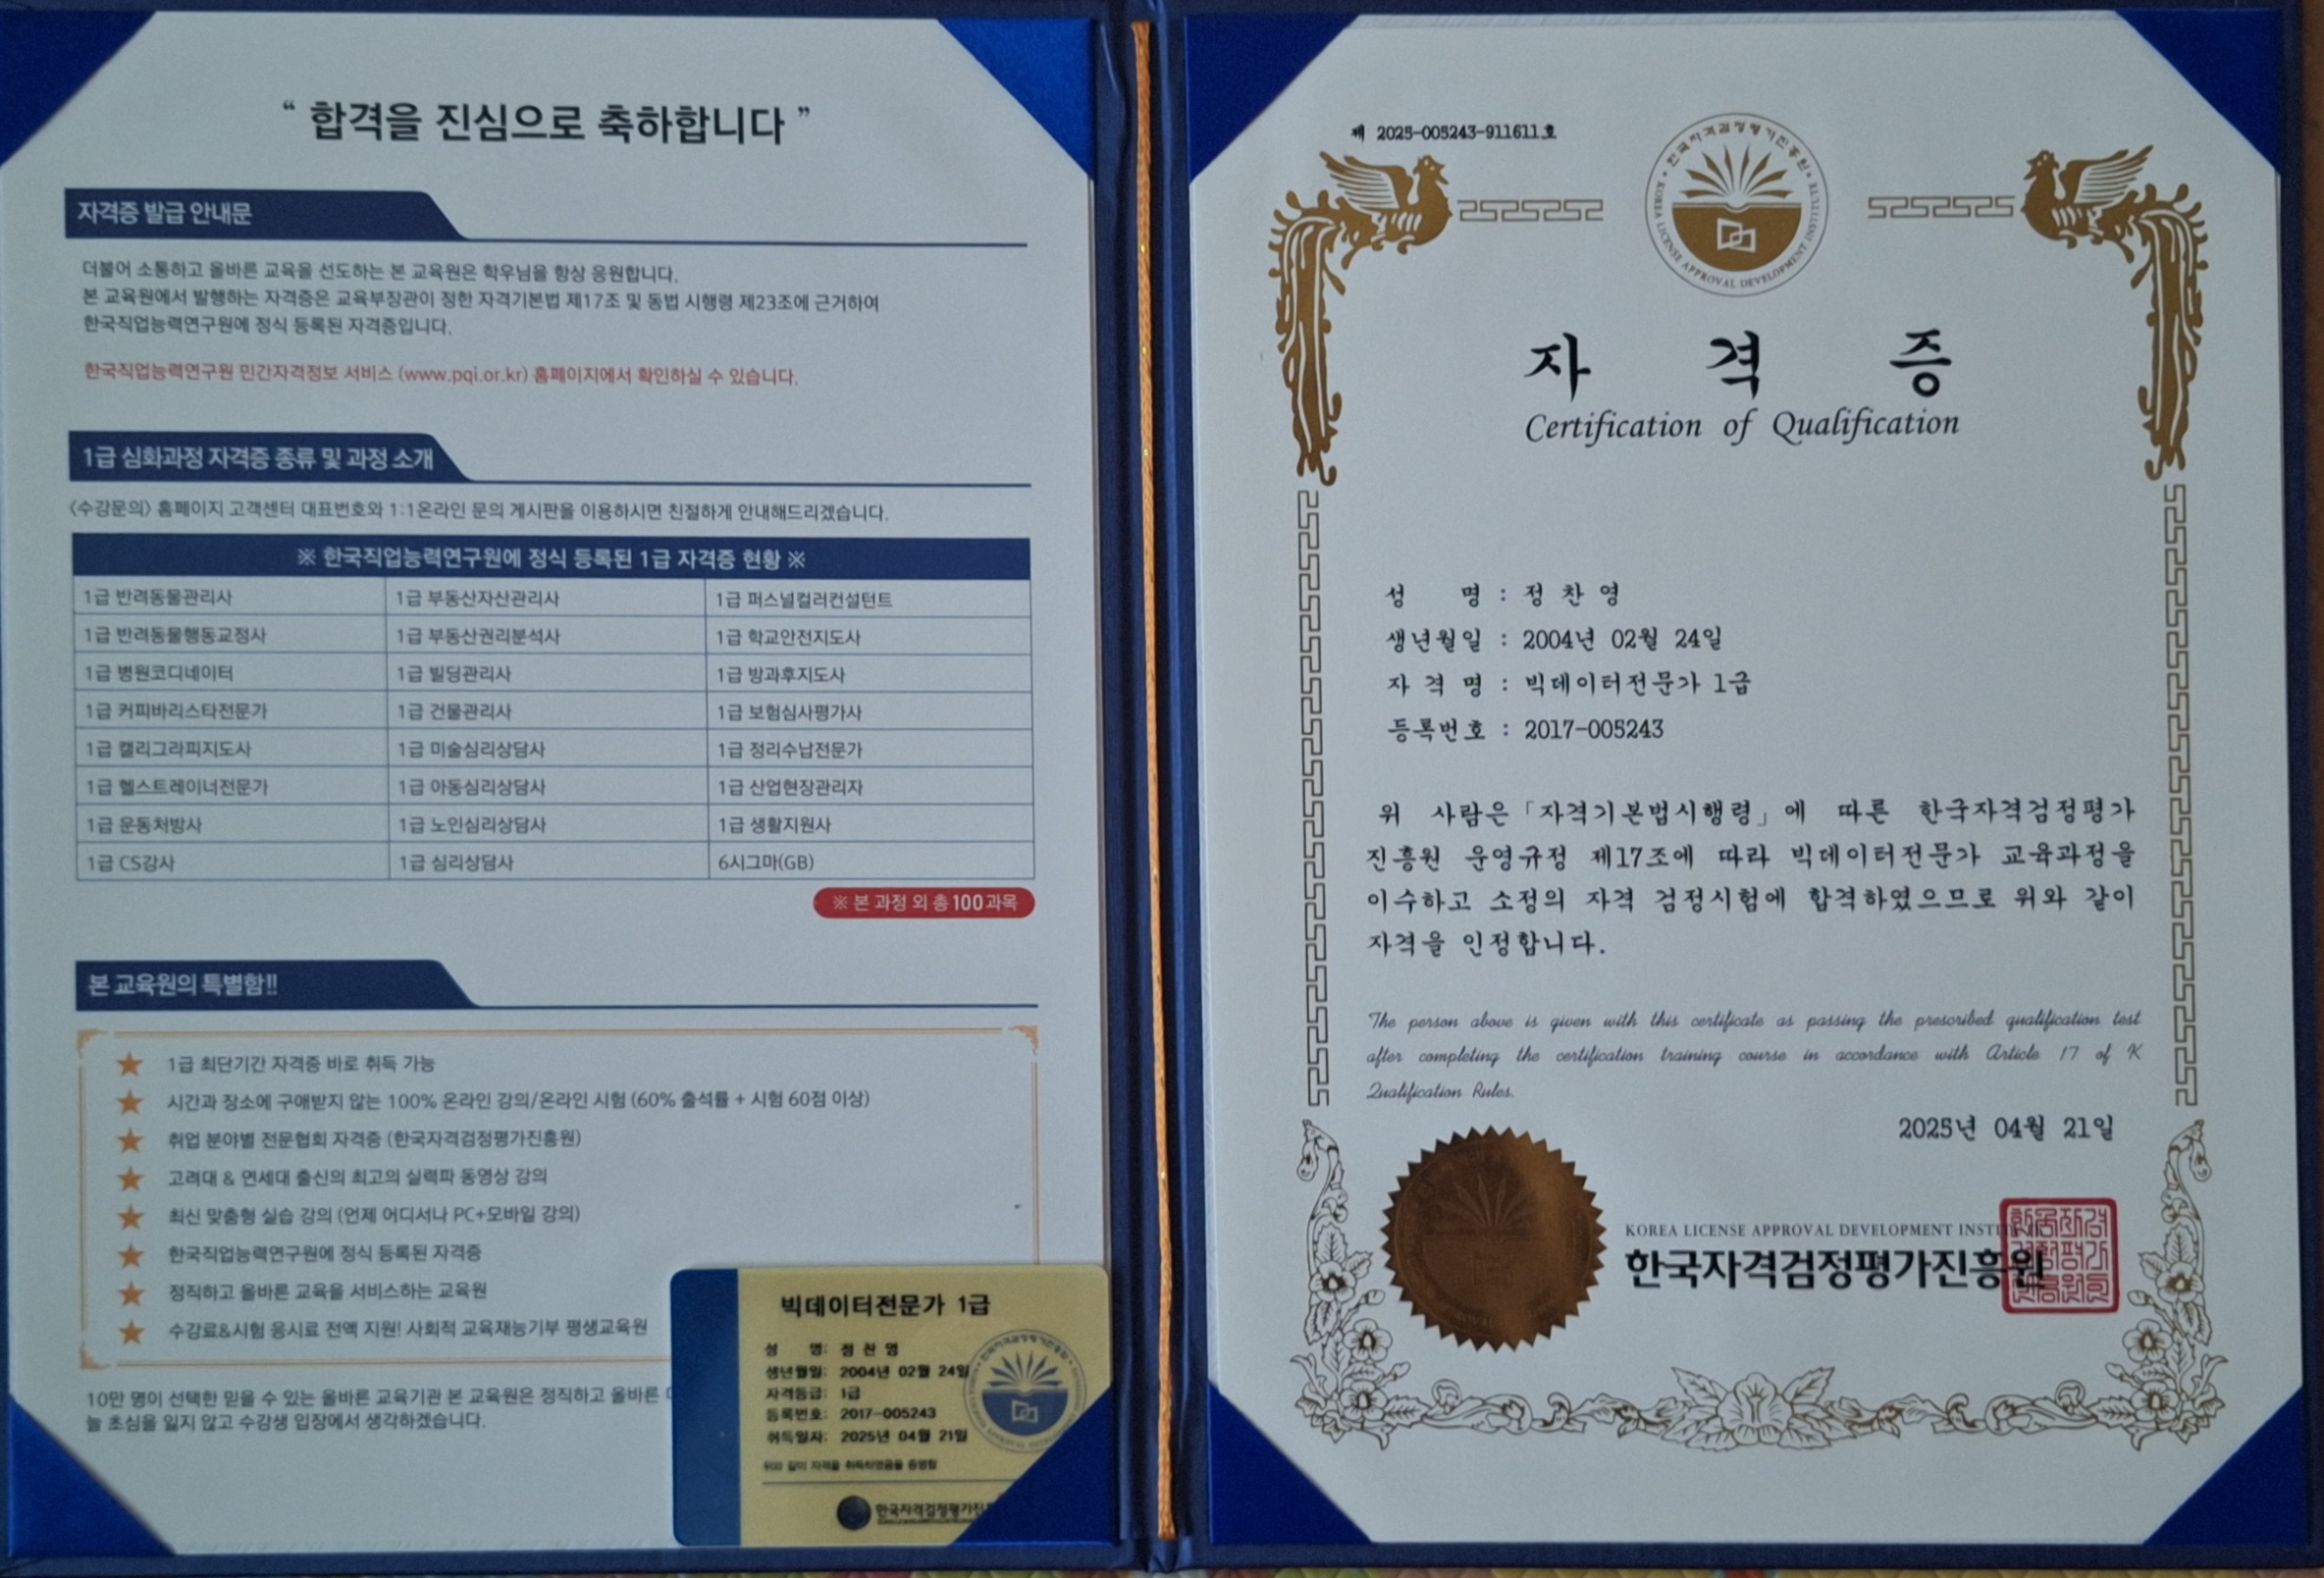 “ 합격을 진심으로 축하합니다 ”
자격증 발급 안내문
더불어 소통하고 올바른 교육을 선도하는 본 교육원은 학우님을 항상 응원합니다.
본 교육원에서 발행하는 자격증은 교육부장관이 정한 자격기본법 제17조 및 동법 시행령 제23조에 근거하여
한국직업능력연구원에 정식 등록된 자격증입니다.
한국직업능력연구원 민간자격정보 서비스 (www.pqi.or.kr) 홈페이지에서 확인하실 수 있습니다.
1급 심화과정 자격증 종류 및 과정 소개
<수강문의> 홈페이지 고객센터 대표번호와 1:1온라인 문의 게시판을 이용하시면 친절하게 안내해드리겠습니다.
※ 한국직업능력연구원에 정식 등록된 1급 자격증 현황 ※
1급 반려동물관리사 1급 부동산자산관리사 1급 퍼스널컬러컨설턴트
1급 반려동물행동교정사 1급 부동산권리분석사 1급 학교안전지도사
1급 병원코디네이터 1급 빌딩관리사 1급 방과후지도사
1급 커피바리스타전문가 1급 건물관리사 1급 보험심사평가사
1급 캘리그라피지도사 1급 미술심리상담사 1급 정리수납전문가
1급 헬스트레이너전문가 1급 아동심리상담사 1급 산업현장관리자
1급 운동처방사 1급 노인심리상담사 1급 생활지원사
1급 CS강사 1급 심리상담사 6시그마(GB)
※ 본 과정 외 총 100과목
본 교육원의 특별함!!
★ 1급 최단기간 자격증 바로 취득 가능
★ 시간과 장소에 구애받지 않는 100% 온라인 강의/온라인 시험 (60% 출석률 + 시험 60점 이상)
★ 취업 분야별 전문협회 자격증 (한국자격검정평가진흥원)
★ 고려대 & 연세대 출신의 최고의 실력파 동영상 강의
★ 최신 맞춤형 실습 강의 (언제 어디서나 PC+모바일 강의)
★ 한국직업능력연구원에 정식 등록된 자격증
★ 정직하고 올바른 교육을 서비스하는 교육원
★ 수강료&시험 응시료 전액 지원! 사회적 교육재능기부 평생교육원
10만 명이 선택한 믿을 수 있는 올바른 교육기관 본 교육원은 정직하고 올바른
늘 초심을 잃지 않고 수강생 입장에서 생각하겠습니다.
빅데이터전문가 1급
성 명: 정 찬 영
생년월일: 2004년 02월 24일
자격등급: 1급
등록번호: 2017-005243
취득일자: 2025년 04월 21일
위와 같이 자격을 취득하였음을 증명함
한국자격검정평가진
제 2025-005243-911611호
한국자격검정평가진흥원
KOREA LICENSE APPROVAL DEVELOPMENT INSTITUTE
자 격 증
Certification of Qualification
성 명 : 정 찬 영
생년월일 : 2004년 02월 24일
자 격 명 : 빅데이터전문가 1급
등록번호 : 2017-005243
위 사람은「자격기본법시행령」에 따른 한국자격검정평가
진흥원 운영규정 제17조에 따라 빅데이터전문가 교육과정을
이수하고 소정의 자격 검정시험에 합격하였으므로 위와 같이
자격을 인정합니다.
The person above is given with this certificate as passing the prescribed qualification test
after completing the certification training course in accordance with Article 17 of K
Qualification Rules.
2025년 04월 21일
KOREA LICENSE APPROVAL DEVELOPMENT
한국자격검정평가진흥원